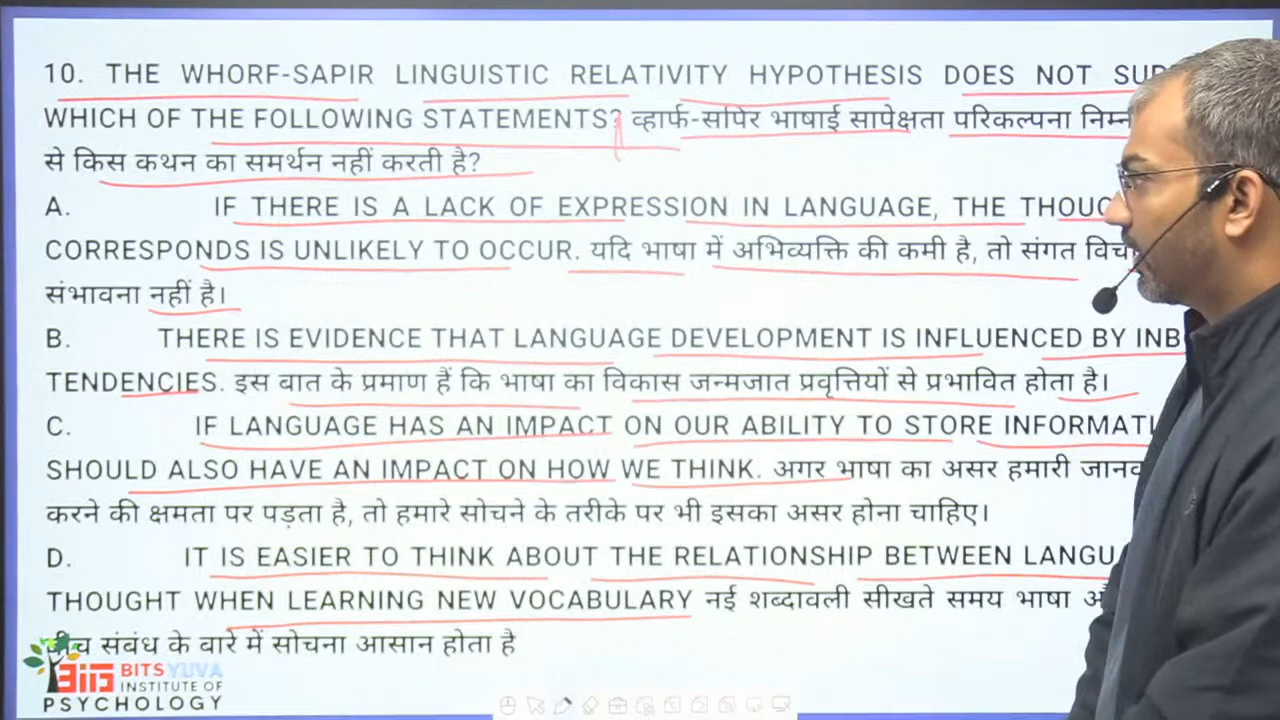 10. THE WHORF-SAPIR LINGUISTIC RELATIVITY HYPOTHESIS DOES NOT
WHICH OF THE FOLLOWING STATEMENTS? व्हार्फ-सपिर भाषाई सापेक्षता परिकल्पना निम्न
से किस कथन का समर्थन नहीं करती है?
A. IF THERE IS A LACK OF EXPRESSION IN LANGUAGE, THE
CORRESPONDS IS UNLIKELY TO OCCUR. यदि भाषा में अभिव्यक्ति की कमी है, तो संगत
संभावना नहीं है।
B. THERE IS EVIDENCE THAT LANGUAGE DEVELOPMENT IS INFLUENCED BY
TENDENCIES. इस बात के प्रमाण हैं कि भाषा का विकास जन्मजात प्रवृत्तियों से प्रभावित होता है।
C. IF LANGUAGE HAS AN IMPACT ON OUR ABILITY TO STORE
SHOULD ALSO HAVE AN IMPACT ON HOW WE THINK. अगर भाषा का असर हमारी
करने की क्षमता पर पड़ता है, तो हमारे सोचने के तरीके पर भी इसका असर होना चाहिए।
D. IT IS EASIER TO THINK ABOUT THE RELATIONSHIP BETWEEN
THOUGHT WHEN LEARNING NEW VOCABULARY नई शब्दावली सीखते समय भाषा
संबंध के बारे में सोचना आसान होता है
BITS YUVA
INSTITUTE OF
PSYCHOLOGY